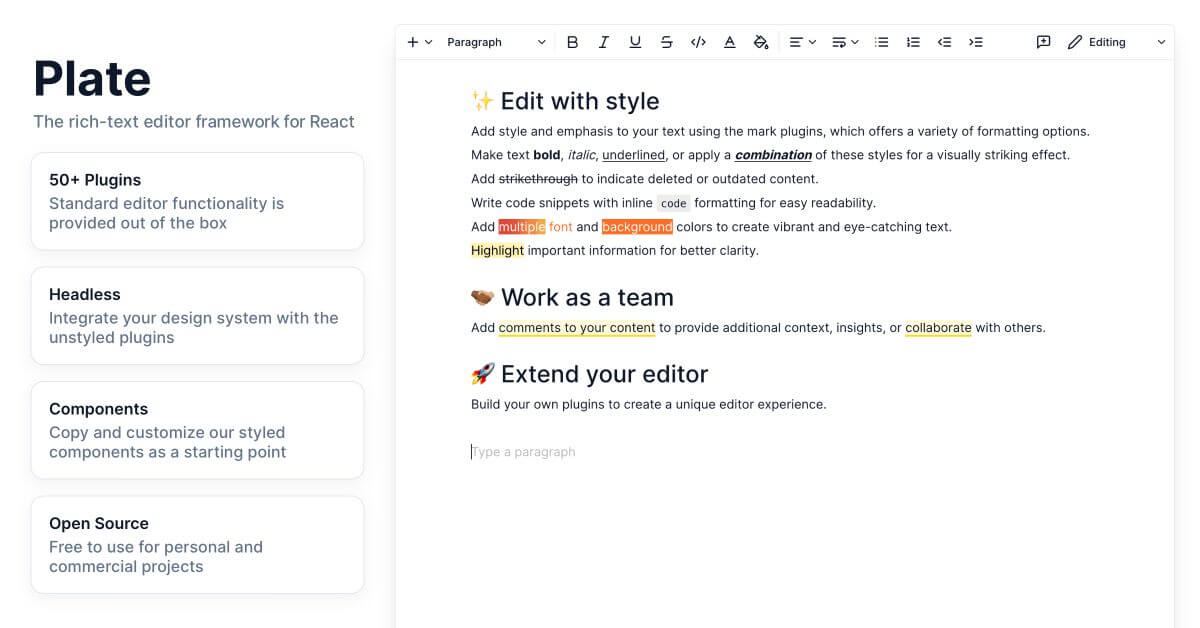 Plate
The rich-text editor framework for React
50+ Plugins
Standard editor functionality is
provided out of the box
Headless
Integrate your design system with the
unstyled plugins
Components
Copy and customize our styled
components as a starting point
Open Source
Free to use for personal and
commercial projects
Paragraph
Editing
✨ Edit with style
Add style and emphasis to your text using the mark plugins, which offers a variety of formatting options.
Make text bold, italic, underlined, or apply a combination of these styles for a visually striking effect.
Add strikethrough to indicate deleted or outdated content.
Write code snippets with inline code formatting for easy readability.
Add multiple font and background colors to create vibrant and eye-catching text.
Highlight important information for better clarity.
🤝 Work as a team
Add comments to your content to provide additional context, insights, or collaborate with others.
🚀 Extend your editor
Build your own plugins to create a unique editor experience.
Type a paragraph